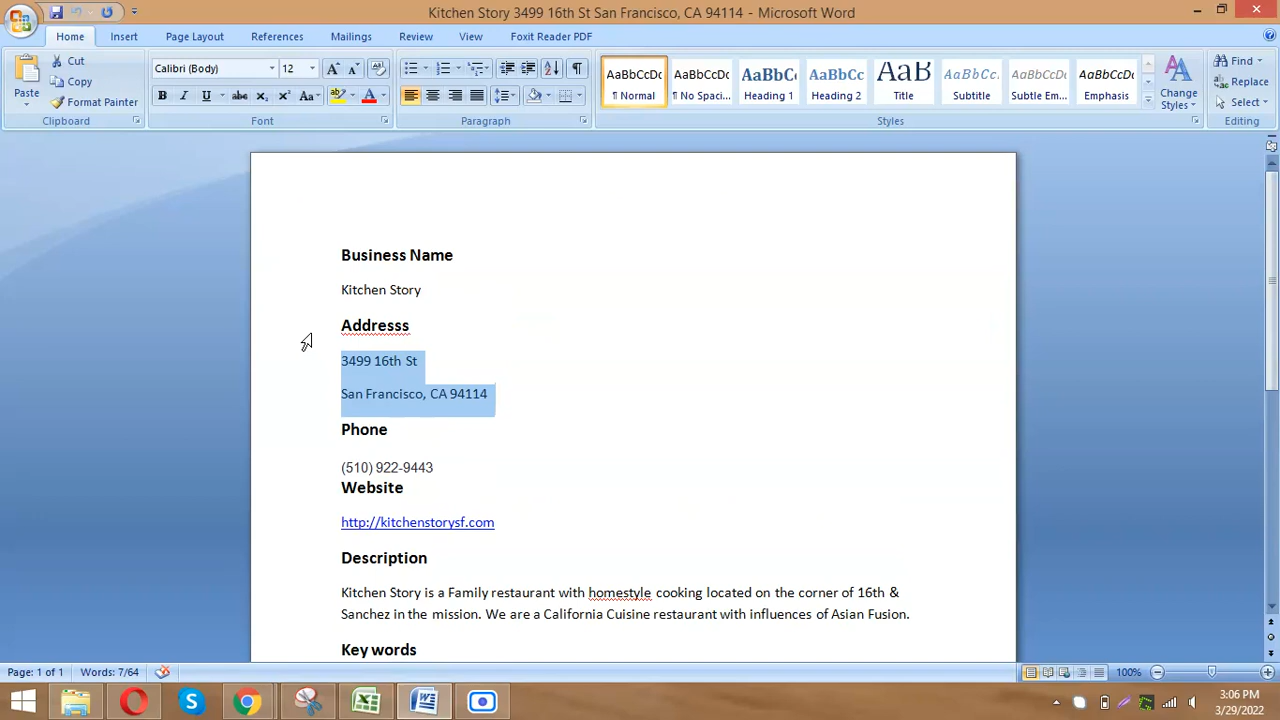 Kitchen Story 3499 16th St San Francisco, CA 94114 - Microsoft Word
Home Insert Page Layout References Mailings Review View Foxit Reader PDF
Paste
Cut
Copy
Format Painter
Clipboard
Calibri (Body) 12
Font
Paragraph
AaBbCcDc AaBbCcDc AaBbCc AaBbCc AaB AaBbCc. AaBbCcDc AaBbCcDc
¶ Normal ¶ No Spaci... Heading 1 Heading 2 Title Subtitle Subtle Em... Emphasis
Styles
Change Styles
Find
Replace
Select
Editing
Business Name
Kitchen Story
Addresss
3499 16th St
San Francisco, CA 94114
Phone
(510) 922-9443
Website
http://kitchenstorysf.com
Description
Kitchen Story is a Family restaurant with homestyle cooking located on the corner of 16th &
Sanchez in the mission. We are a California Cuisine restaurant with influences of Asian Fusion.
Key words
Page: 1 of 1 Words: 7/64 100%
3:06 PM
3/29/2022